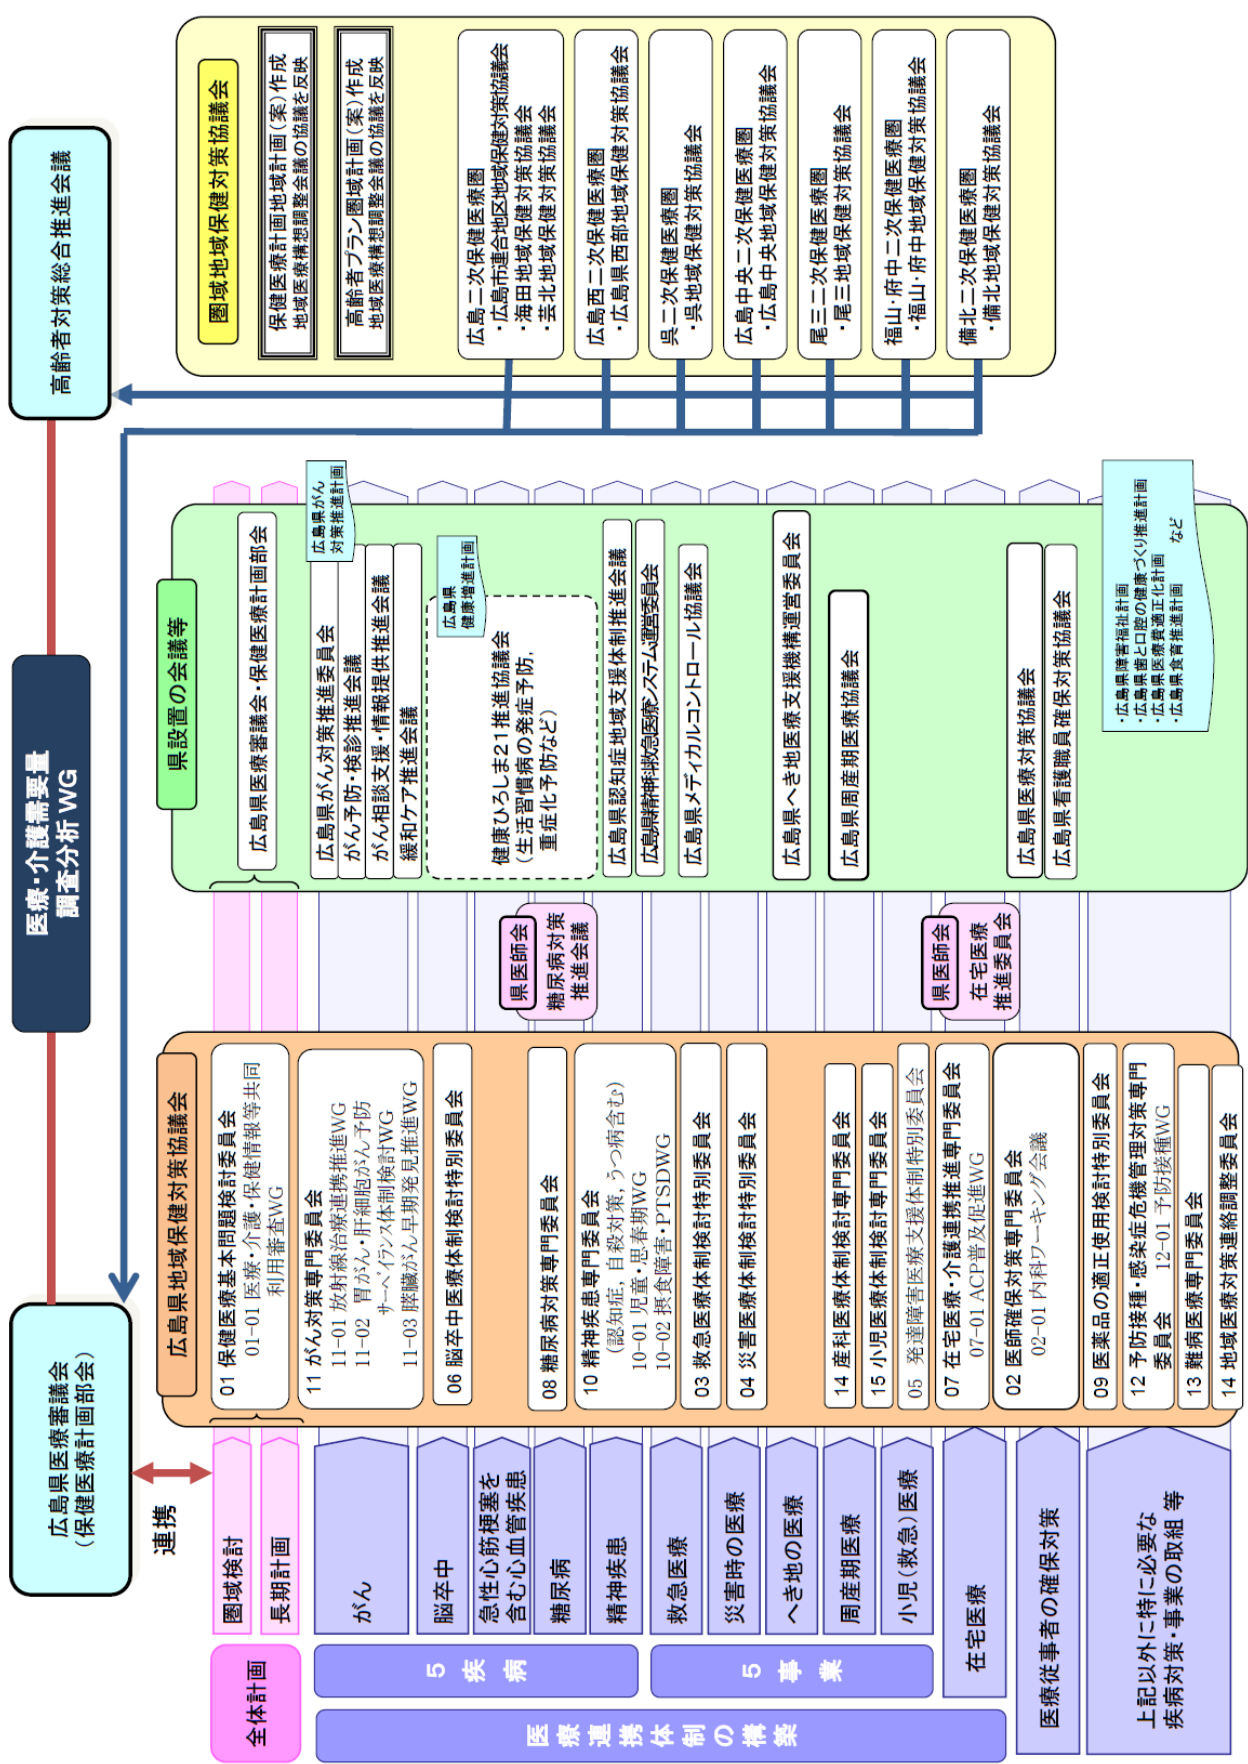 広島県医療審議会
（保健医療計画部会）
医療・介護需要量
調査分析 WG
高齢者対策総合推進会議
連携
全体計画
圏域検討
長期計画
医療連携体制の構築
5 疾病
がん
脳卒中
急性心筋梗塞を
含む心血管疾患
糖尿病
精神疾患
5 事業
救急医療
災害時の医療
へき地の医療
周産期医療
小児（救急）医療
在宅医療
医療従事者の確保対策
上記以外に特に必要な
疾病対策・事業の取組 等
広島県地域保健対策協議会
01 保健医療基本問題検討委員会
01-01 医療・介護・保健情報等共同
利用審査WG
11 がん対策専門委員会
11-01 放射線治療連携推進WG
11-02 胃がん・肝細胞がん予防
サーベイランス体制検討WG
11-03 膵臓がん早期発見推進WG
06 脳卒中医療体制検討特別委員会
08 糖尿病対策専門委員会
10 精神疾患専門委員会
（認知症, 自殺対策, うつ病含む）
10-01 児童・思春期WG
10-02 摂食障害・PTSDWG
03 救急医療体制検討特別委員会
04 災害医療体制検討特別委員会
14 産科医療体制検討専門委員会
15 小児医療体制検討専門委員会
05 発達障害医療支援体制特別委員会
07 在宅医療・介護連携推進専門委員会
07-01 ACP普及促進WG
02 医師確保対策専門委員会
02-01 内科ワーキング会議
09 医薬品の適正使用検討特別委員会
12 予防接種・感染症危機管理対策専門
委員会 12-01 予防接種WG
13 難病医療専門委員会
14 地域医療対策連絡調整委員会
県医師会
糖尿病対策
推進会議
県医師会
在宅医療
推進委員会
県設置の会議等
広島県医療審議会・保健医療計画部会
広島県がん対策推進委員会
がん予防・検診推進会議
がん相談支援・情報提供推進会議
緩和ケア推進会議
広島県がん
対策推進計画
健康ひろしま21推進協議会
（生活習慣病の発症予防,
重症化予防など）
広島県
健康増進計画
広島県認知症地域支援体制推進会議
広島県精神科救急医療システム運営委員会
広島県メディカルコントロール協議会
広島県へき地医療支援機構運営委員会
広島県周産期医療協議会
広島県医療対策協議会
広島県看護職員確保対策協議会
・広島県障害福祉計画
・広島県歯と口腔の健康づくり推進計画
・広島県医療費適正化計画
・広島県食育推進計画 など
圏域地域保健対策協議会
保健医療計画地域計画（案）作成
地域医療構想調整会議の協議を反映
高齢者プラン圏域計画（案）作成
地域医療構想調整会議の協議を反映
広島二次保健医療圏
・広島市連合地区地域保健対策協議会
・海田地域保健対策協議会
・芸北地域保健対策協議会
広島西二次保健医療圏
・広島県西部地域保健対策協議会
呉二次保健医療圏
・呉地域保健対策協議会
広島中央二次保健医療圏
・広島中央地域保健対策協議会
尾三二次保健医療圏
・尾三地域保健対策協議会
福山・府中二次保健医療圏
・福山・府中地域保健対策協議会
備北二次保健医療圏
・備北地域保健対策協議会